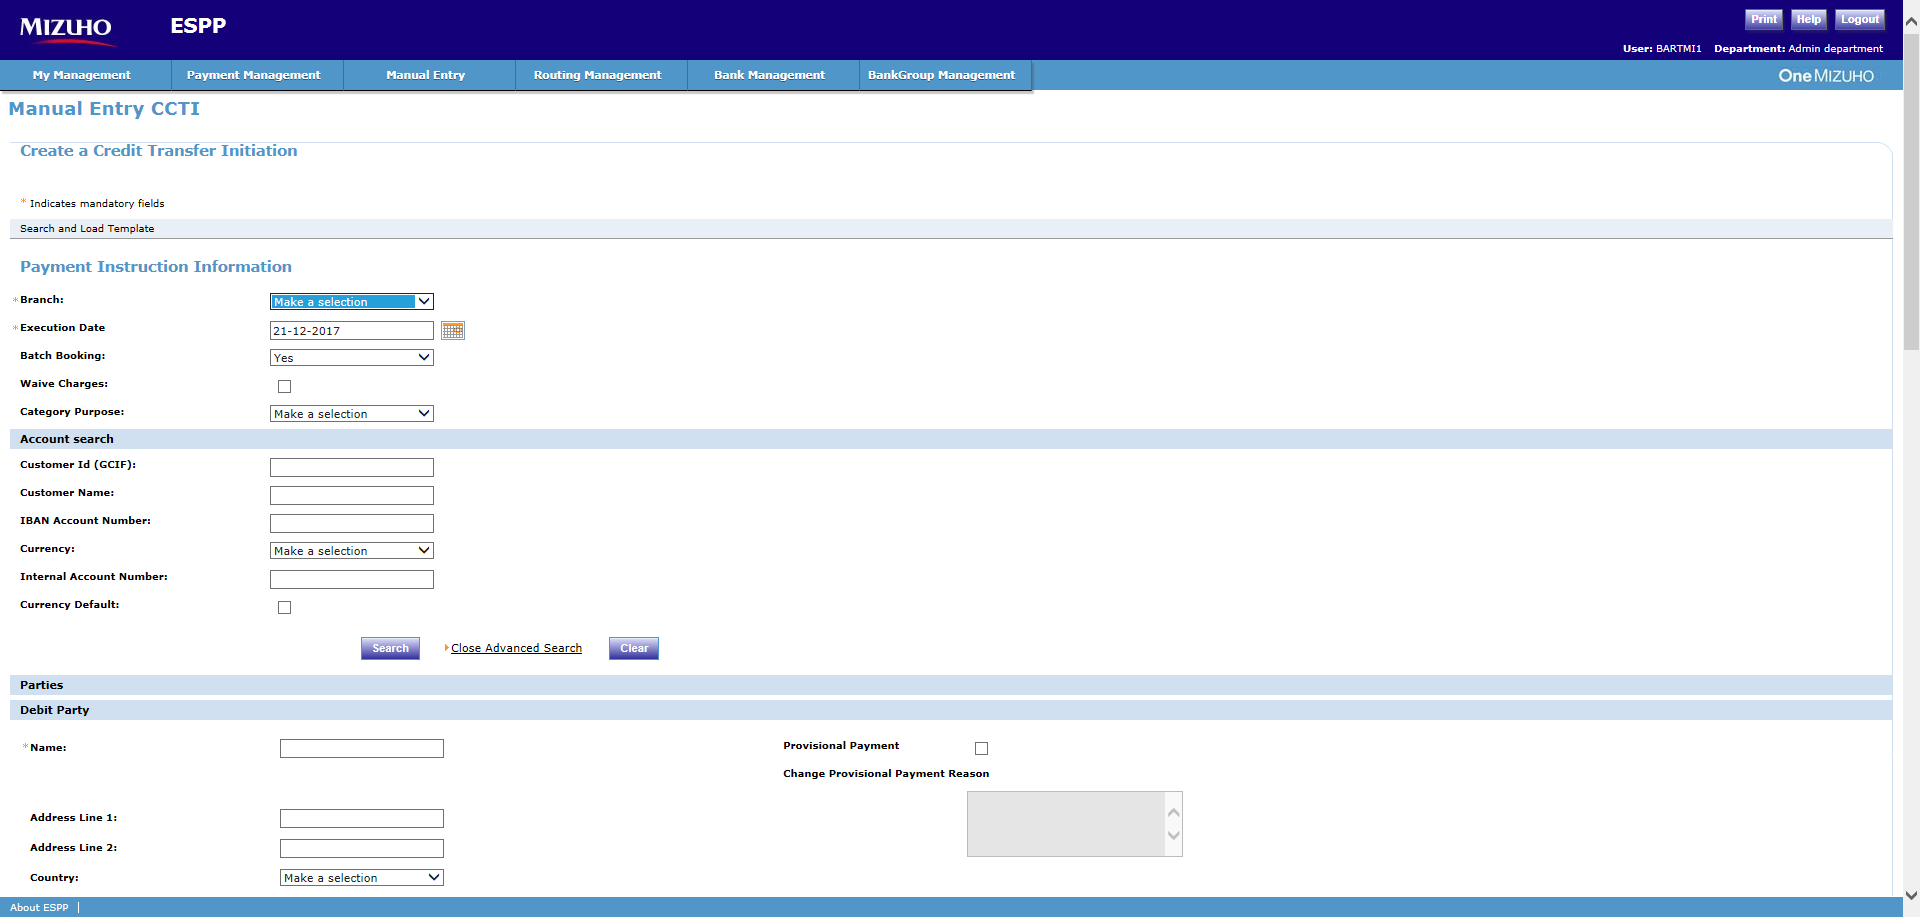 MIZUHO ESPP Print Help Logout
User: BARTMI1 Department: Admin department
My Management Payment Management Manual Entry Routing Management Bank Management BankGroup Management One MIZUHO
Manual Entry CCTI
Create a Credit Transfer Initiation
* Indicates mandatory fields
Search and Load Template
Payment Instruction Information
* Branch: Make a selection
* Execution Date 21-12-2017
Batch Booking: Yes
Waive Charges:
Category Purpose: Make a selection
Account search
Customer Id (GCIF):
Customer Name:
IBAN Account Number:
Currency: Make a selection
Internal Account Number:
Currency Default:
Search Close Advanced Search Clear
Parties
Debit Party
* Name: Provisional Payment
Change Provisional Payment Reason
Address Line 1:
Address Line 2:
Country: Make a selection
About ESPP |